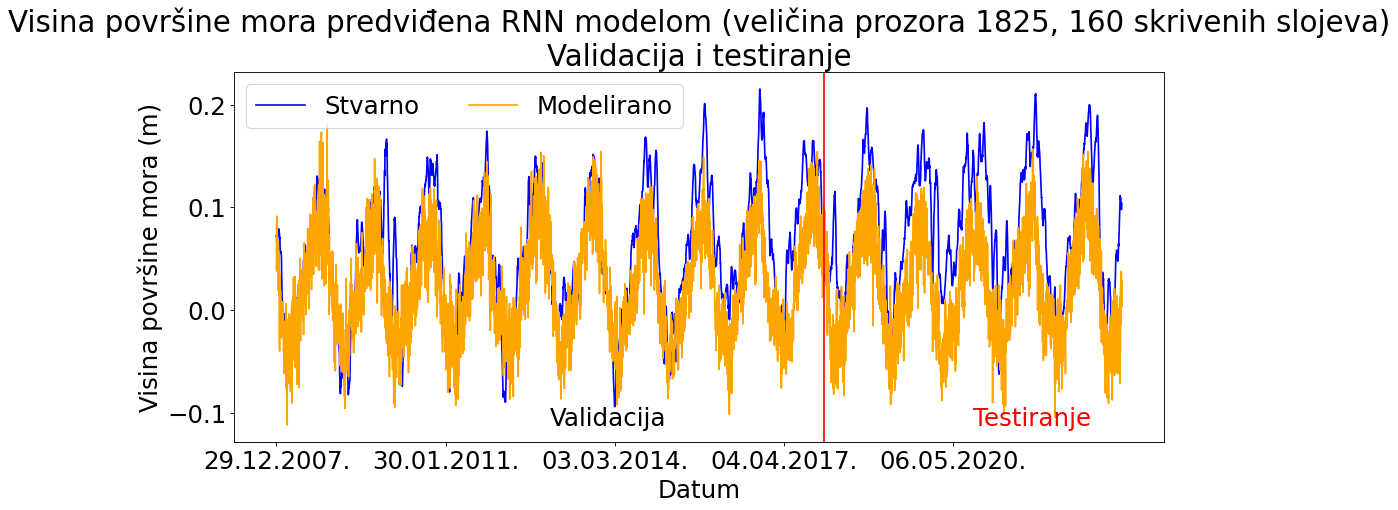 Visina površine mora predviđena RNN modelom (veličina prozora 1825, 160 skrivenih slojeva)
Validacija i testiranje
Stvarno Modelirano
Visina površine mora (m)
0.2
0.1
0.0
−0.1
Validacija
Testiranje
29.12.2007. 30.01.2011. 03.03.2014. 04.04.2017. 06.05.2020.
Datum